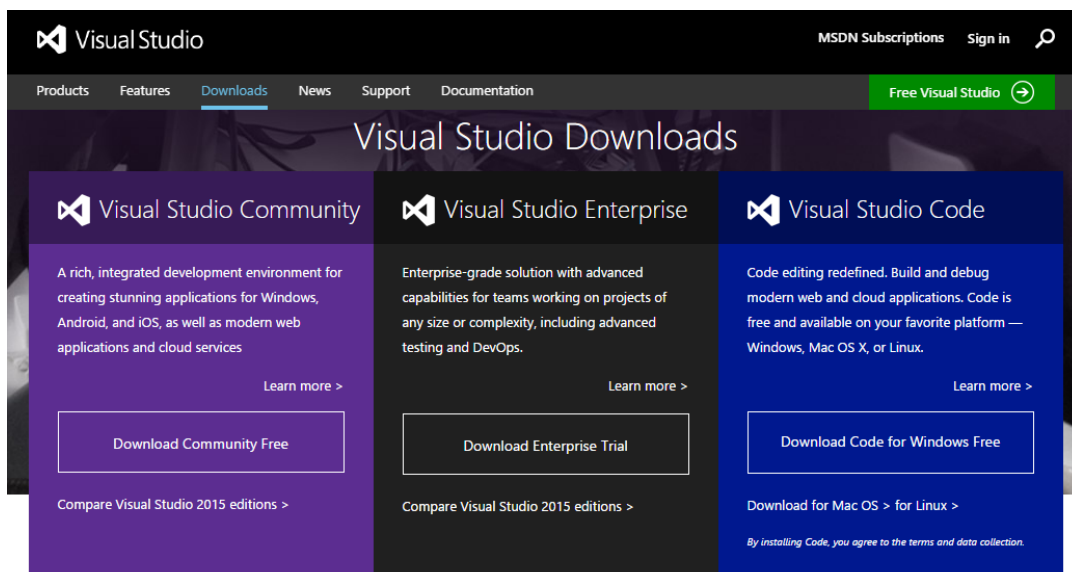 Visual Studio
MSDN Subscriptions Sign in
Products Features Downloads News Support Documentation Free Visual Studio
Visual Studio Downloads
Visual Studio Community
A rich, integrated development environment for
creating stunning applications for Windows,
Android, and iOS, as well as modern web
applications and cloud services
Learn more >
Download Community Free
Compare Visual Studio 2015 editions >
Visual Studio Enterprise
Enterprise-grade solution with advanced
capabilities for teams working on projects of
any size or complexity, including advanced
testing and DevOps.
Learn more >
Download Enterprise Trial
Compare Visual Studio 2015 editions >
Visual Studio Code
Code editing redefined. Build and debug
modern web and cloud applications. Code is
free and available on your favorite platform —
Windows, Mac OS X, or Linux.
Learn more >
Download Code for Windows Free
Download for Mac OS > for Linux >
By installing Code, you agree to the terms and data collection.